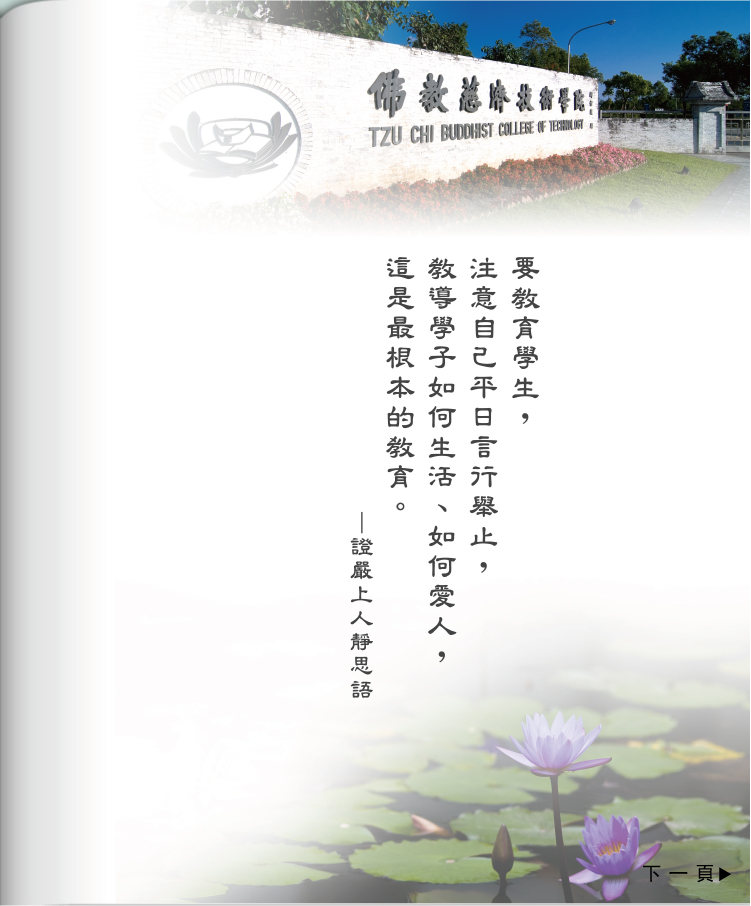 佛教慈濟技術學院
TZU CHI BUDDHIST COLLEGE OF TECHNOLOGY
要教育學生，
注意自己平日言行舉止，
教導學子如何生活、如何愛人，
這是最根本的教育。
—證嚴上人靜思語
下一頁▶